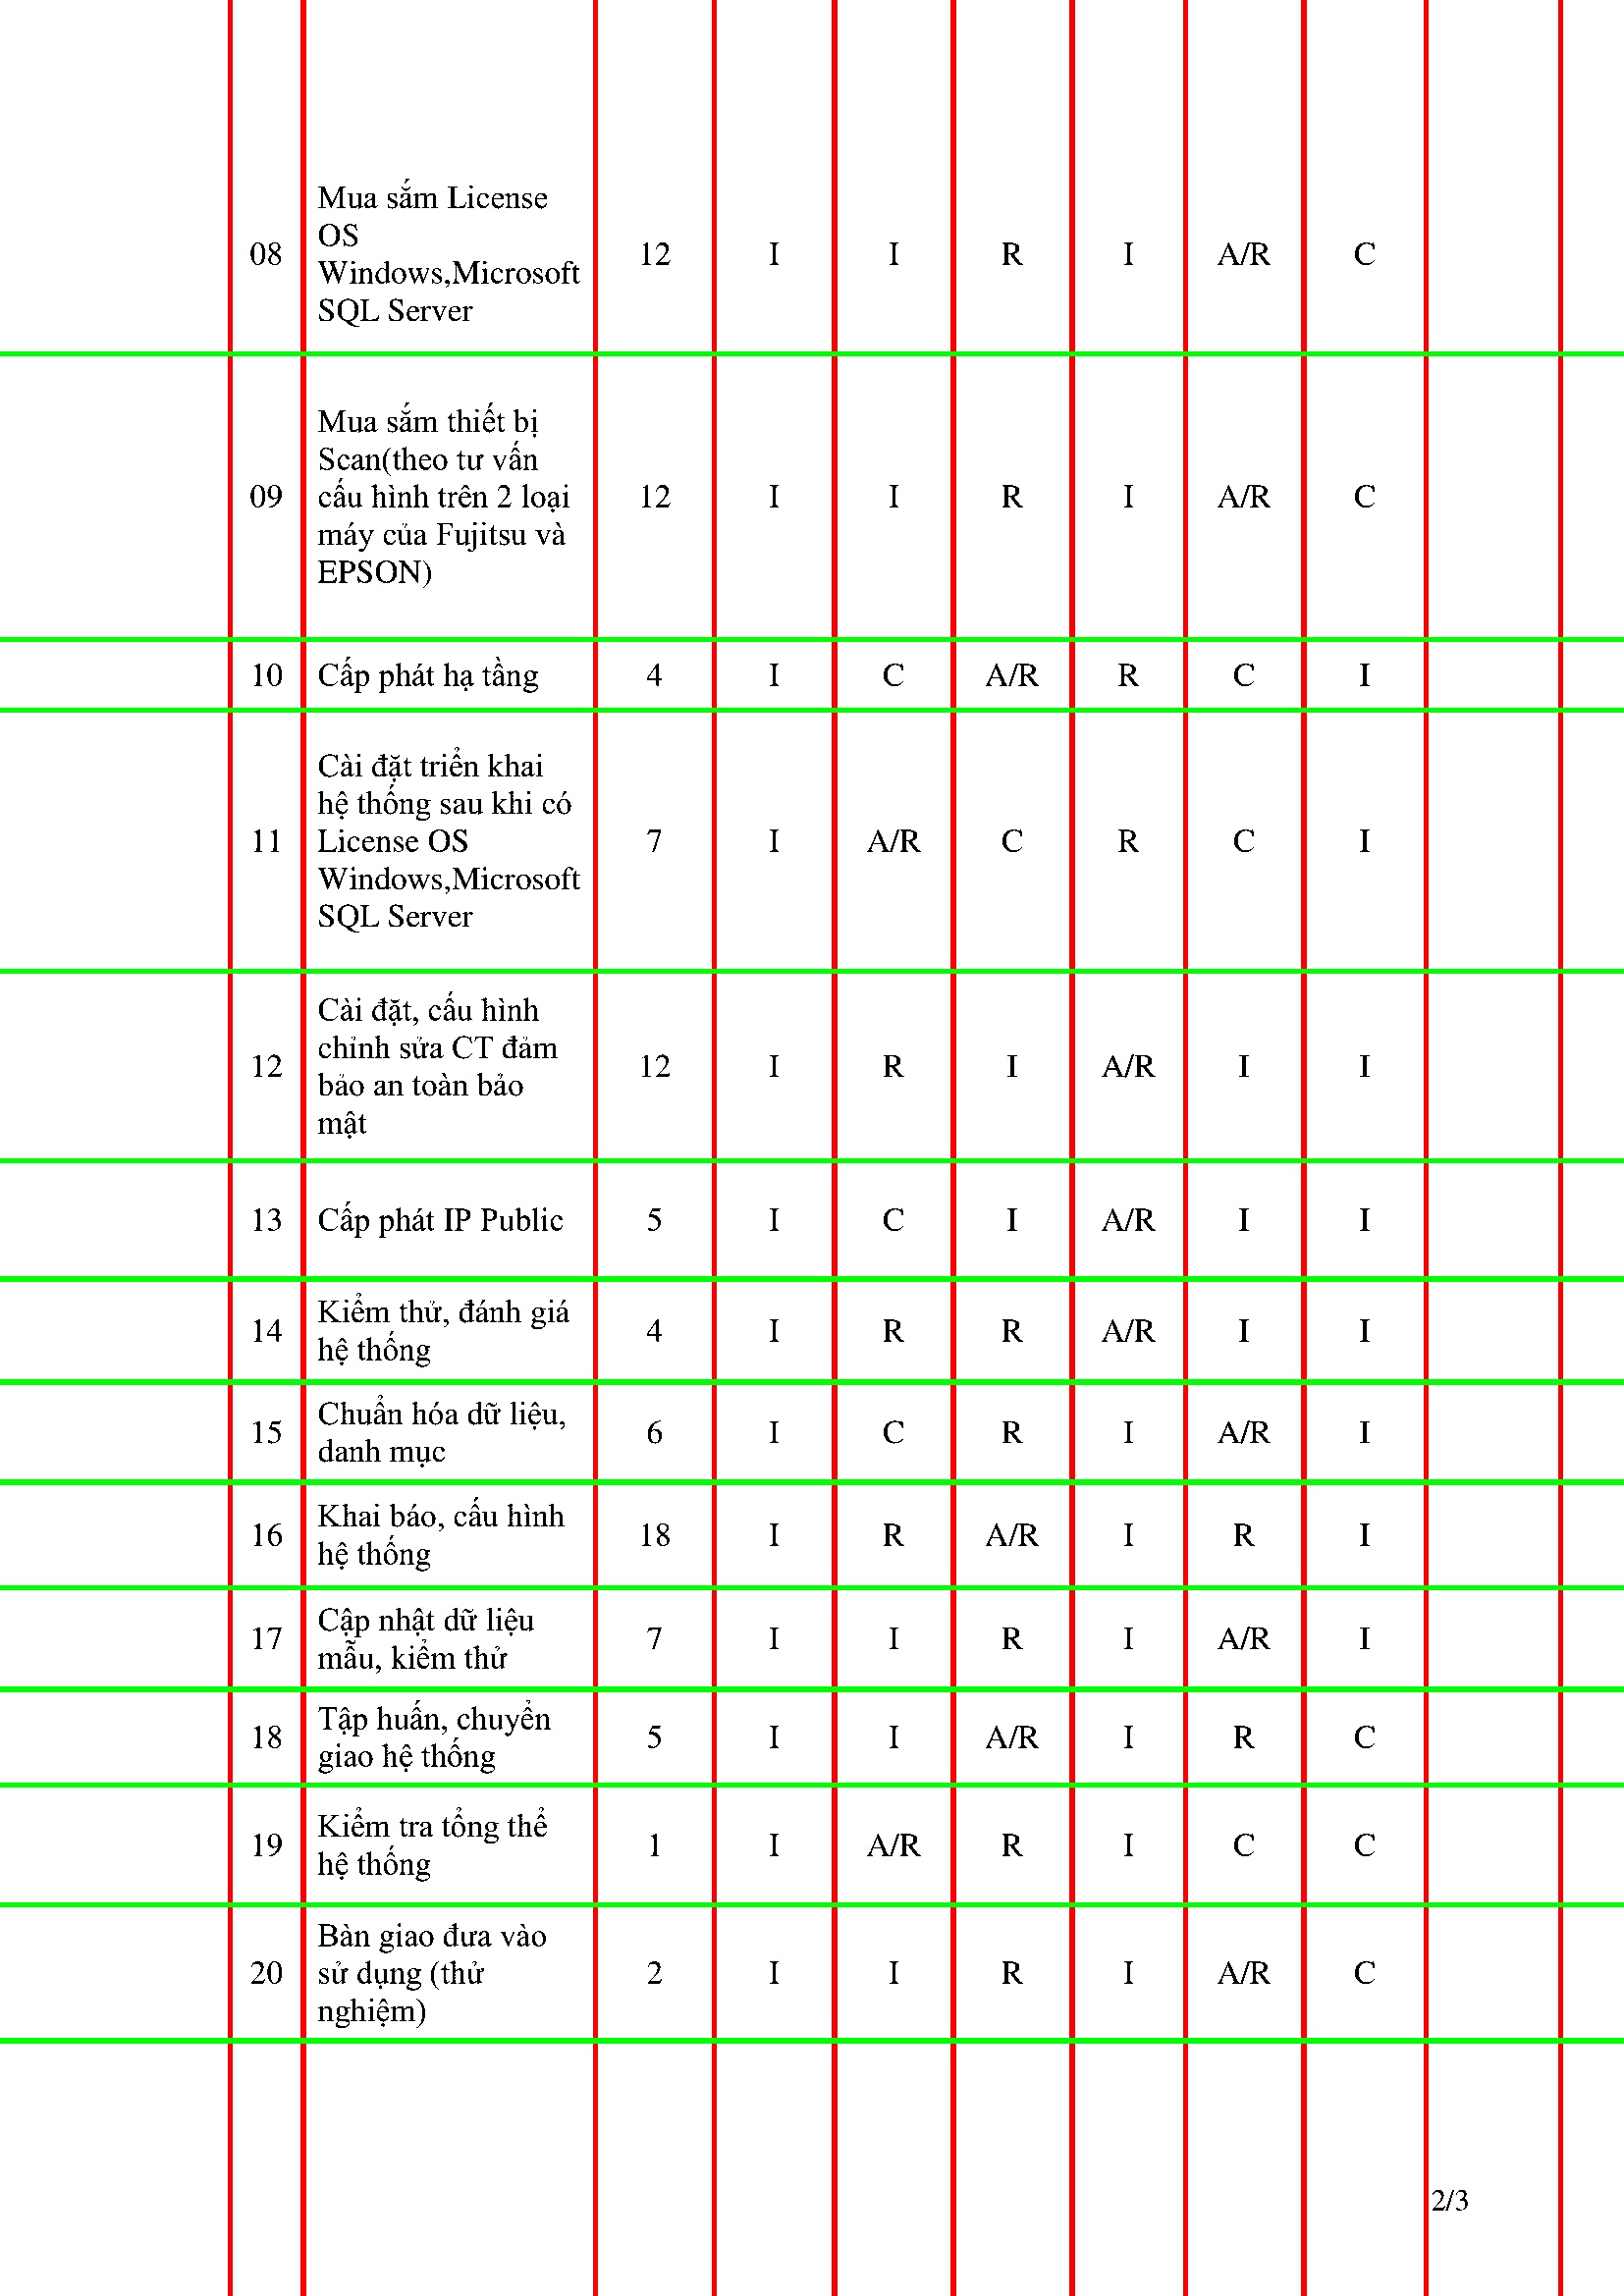 Mua sắm License
OS
08 12 I I R I A/R C
Windows,Microsoft
SQL Server
Mua sắm thiết bị
Scan(theo tư vấn
09 cấu hình trên 2 loại 12 I I R I A/R C
máy của Fujitsu và
EPSON)
10 Cấp phát hạ tầng 4 I C A/R R C I
Cài đặt triển khai
hệ thống sau khi có
11 License OS 7 I A/R C R C I
Windows,Microsoft
SQL Server
Cài đặt, cấu hình
chỉnh sửa CT đảm
12 12 I R I A/R I I
bảo an toàn bảo
mật
13 Cấp phát IP Public 5 I C I A/R I I
Kiểm thử, đánh giá
14 4 I R R A/R I I
hệ thống
Chuẩn hóa dữ liệu,
15 6 I C R I A/R I
danh mục
Khai báo, cấu hình
16 18 I R A/R I R I
hệ thống
Cập nhật dữ liệu
17 7 I I R I A/R I
mẫu, kiểm thử
Tập huấn, chuyển
18 5 I I A/R I R C
giao hệ thống
Kiểm tra tổng thể
19 1 I A/R R I C C
hệ thống
Bàn giao đưa vào
20 sử dụng (thử 2 I I R I A/R C
nghiệm)
2/3